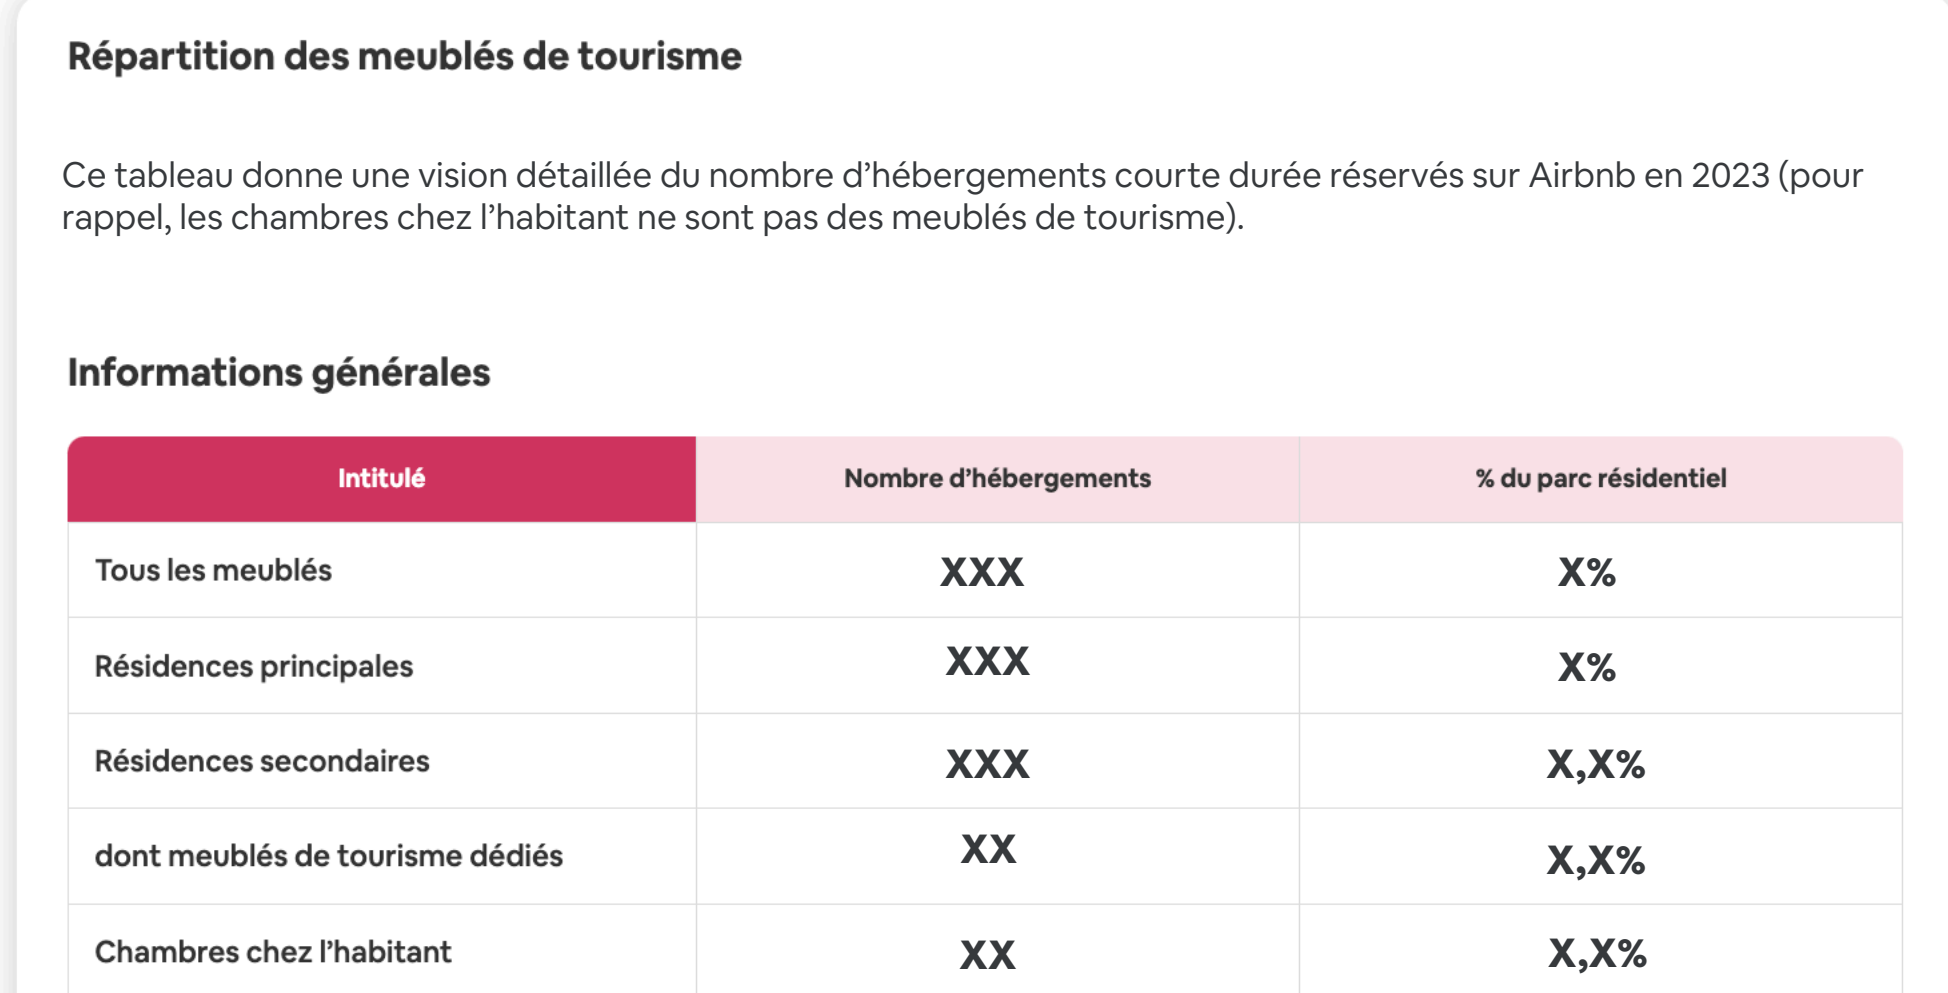 Répartition des meublés de tourisme
Ce tableau donne une vision détaillée du nombre d’hébergements courte durée réservés sur Airbnb en 2023 (pour
rappel, les chambres chez l’habitant ne sont pas des meublés de tourisme).
Informations générales
Intitulé Nombre d’hébergements % du parc résidentiel
Tous les meublés XXX X%
Résidences principales XXX X%
Résidences secondaires XXX X,X%
dont meublés de tourisme dédiés XX X,X%
Chambres chez l’habitant XX X,X%